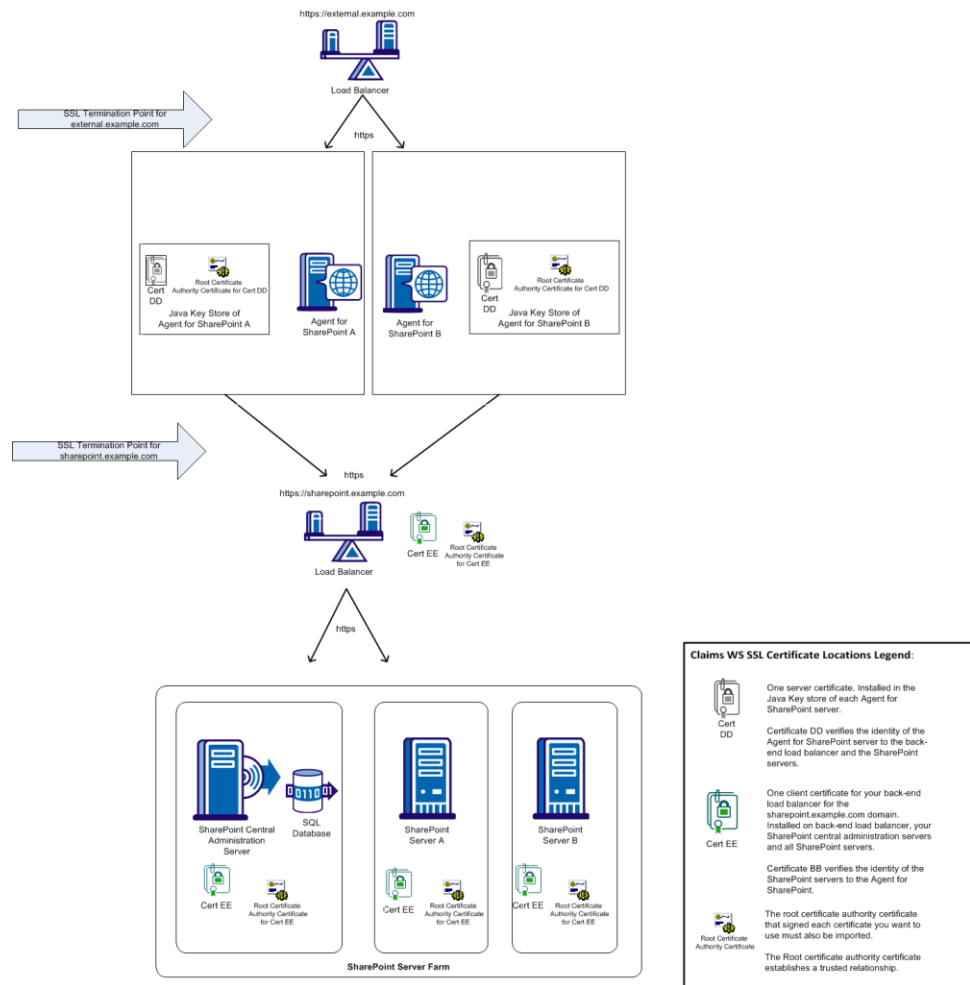 https://external.example.com
Load Balancer
SSL Termination Point for
external.example.com
https
Cert
DD
Root Certificate
Authority Certificate for Cert DD
Java Key Store of
Agent for SharePoint A
Agent for
SharePoint A
Agent for
SharePoint B
Cert
DD
Root Certificate
Authority Certificate for Cert DD
Java Key Store of
Agent for SharePoint B
SSL Termination Point for
sharepoint.example.com
https
https://sharepoint.example.com
Load Balancer
Cert EE
Root Certificate
Authority Certificate
for Cert EE
https
SharePoint Central
Administration
Server
0110
SQL
Database
Cert EE
Root Certificate
Authority Certificate
for Cert EE
SharePoint
Server A
Cert EE
Root Certificate
Authority Certificate
for Cert EE
SharePoint
Server B
Cert EE
Root Certificate
Authority Certificate
for Cert EE
SharePoint Server Farm
Claims WS SSL Certificate Locations Legend:
Cert
DD
One server certificate. Installed in the
Java Key store of each Agent for
SharePoint server.
Certificate DD verifies the identity of the
Agent for SharePoint server to the back-
end load balancer and the SharePoint
servers.
Cert EE
One client certificate for your back-end
load balancer for the
sharepoint.example.com domain.
Installed on back-end load balancer, your
SharePoint central administration servers
and all SharePoint servers.
Certificate BB verifies the identity of the
SharePoint servers to the Agent for
SharePoint.
Root Certificate
Authority Certificate
The root certificate authority certificate
that signed each certificate you want to
use must also be imported.
The Root certificate authority certificate
establishes a trusted relationship.